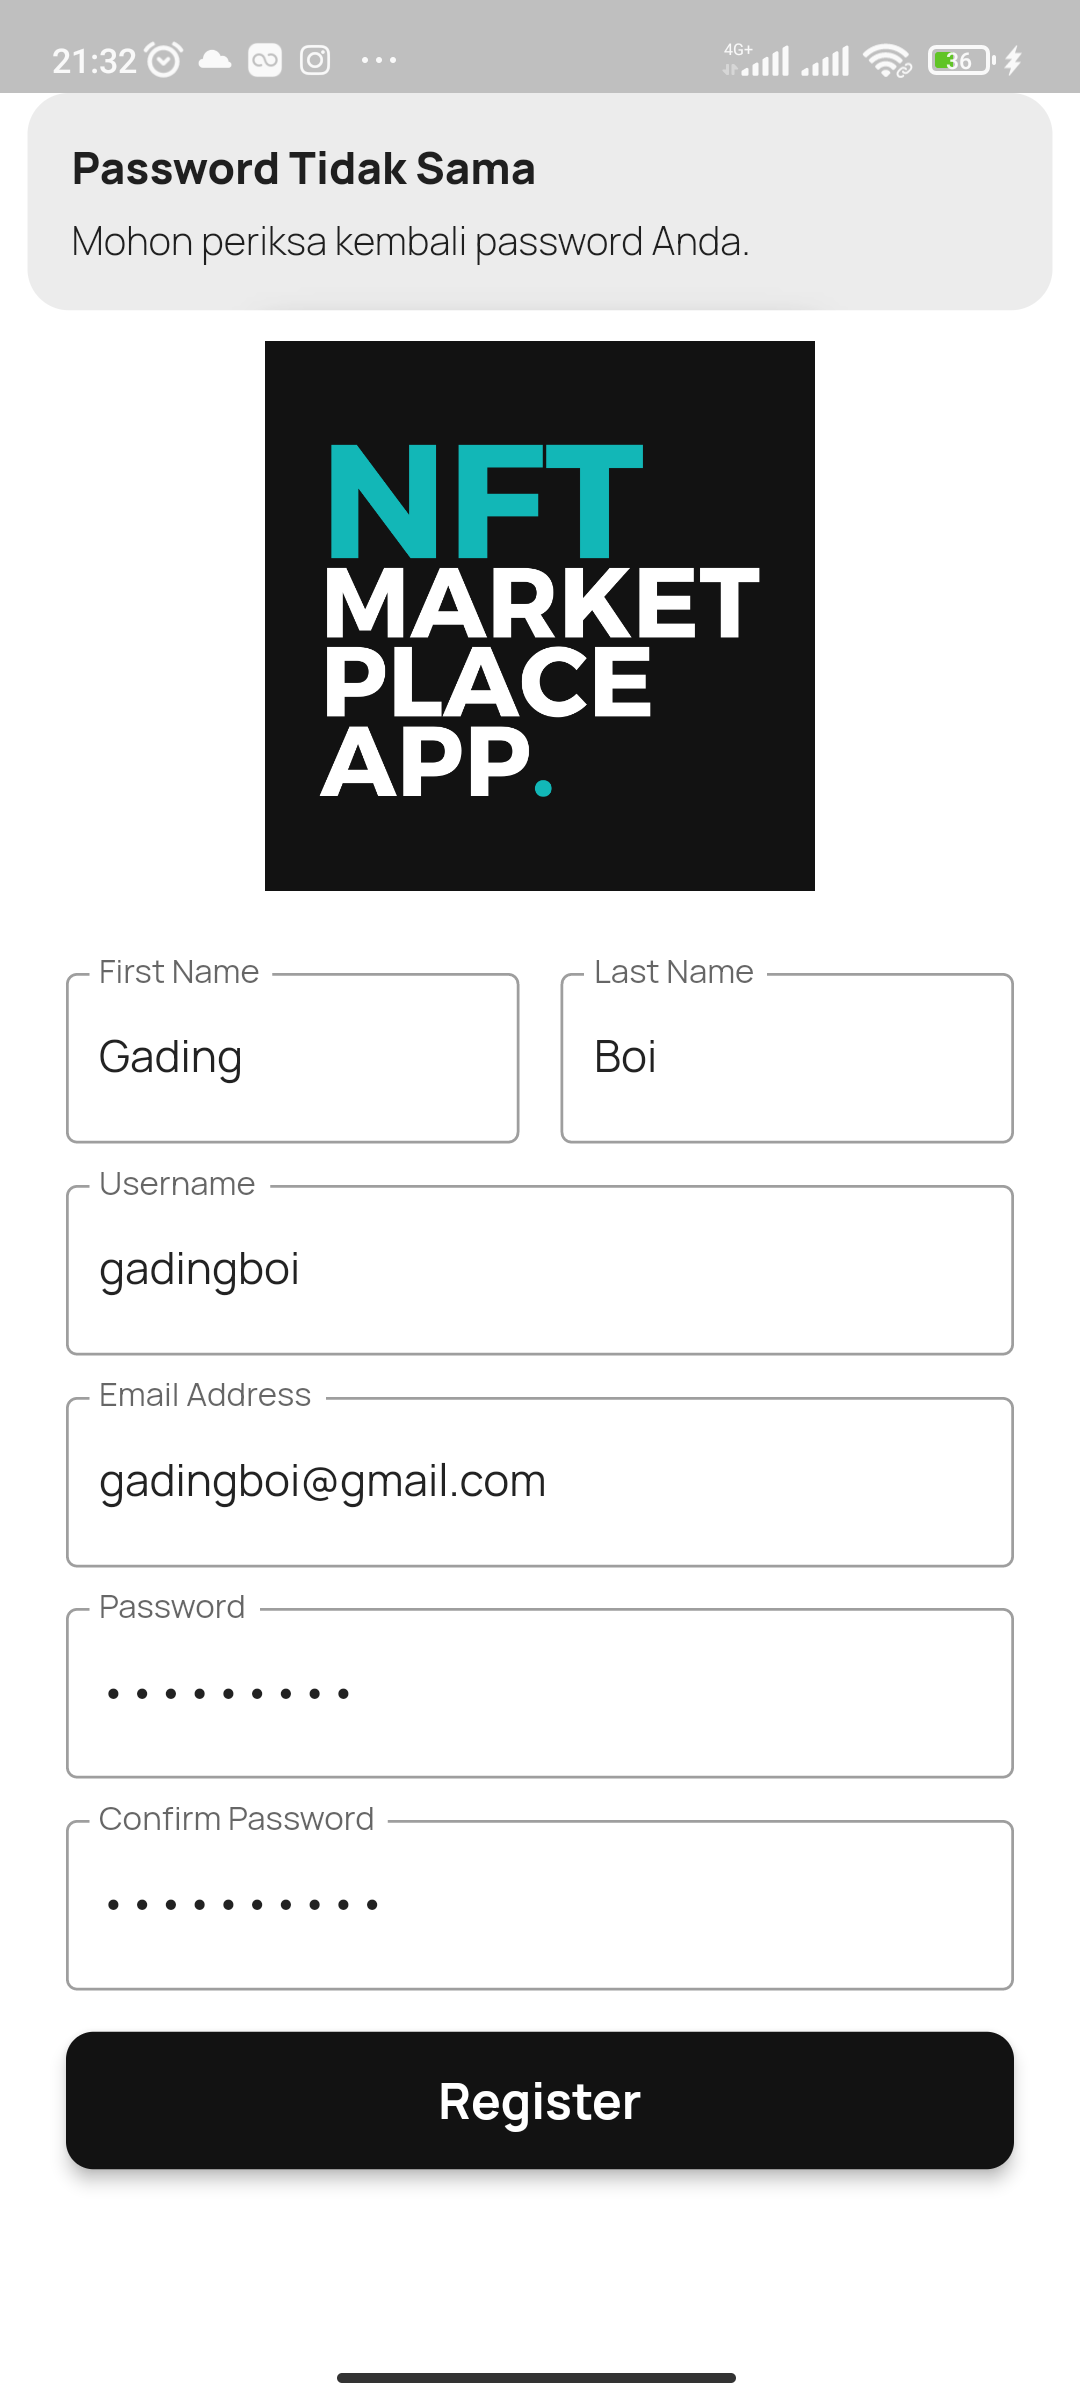 21:32 4G+ 36
Password Tidak Sama
Mohon periksa kembali password Anda.
NFT
MARKET
PLACE
APP.
First Name Last Name
Gading Boi
Username
gadingboi
Email Address
gadingboi@gmail.com
Password
•••••••••
Confirm Password
••••••••••
Register